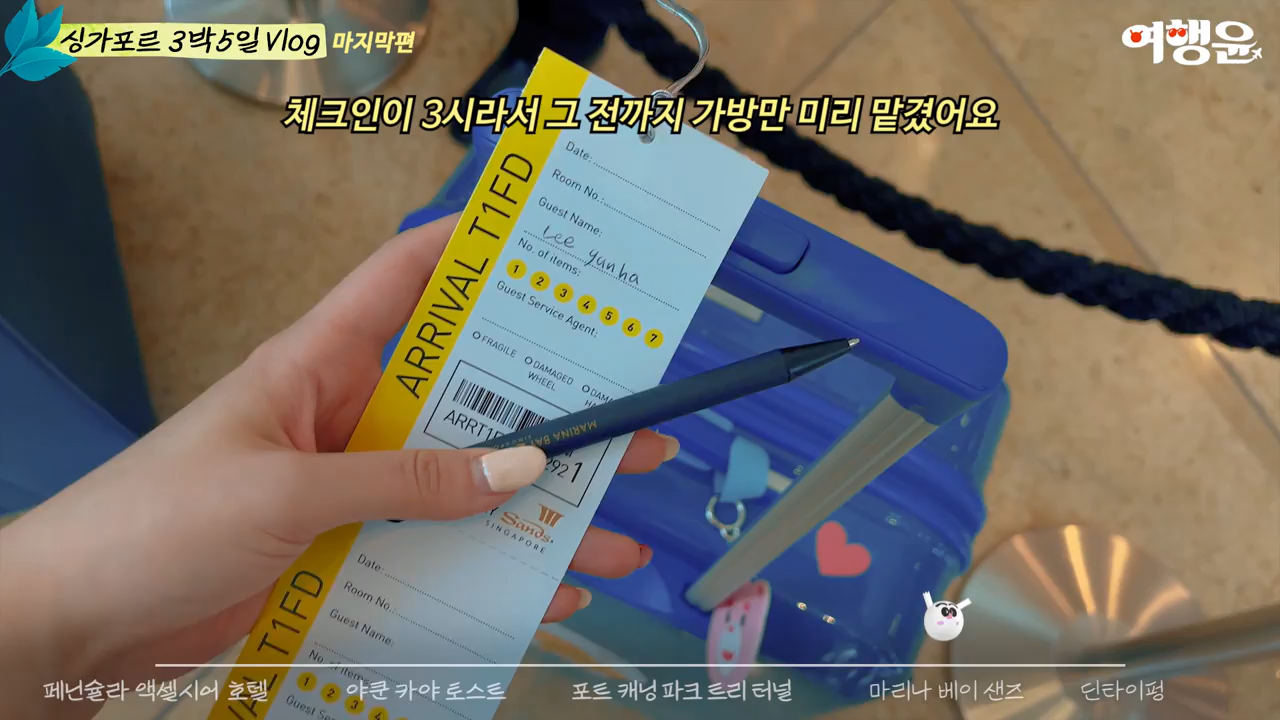 싱가포르 3박5일 Vlog 마지막편
여행윤
체크인이 3시라서 그 전까지 가방만 미리 맡겼어요
ARRIVAL T1FD
Date:
Room No.:
Guest Name:
Lee yunha
No. of items:
1 2 3 4 5 6 7
Guest Service Agent:
FRAGILE
DAMAGED WHEEL
ARRT1
2921
MARINA BAY
Sands
SINGAPORE
Date:
Room No.:
Guest Name:
No. of items:
1 2 3 4
페닌슐라 액셀시어 호텔
야쿤 카야 토스트
포트 캐닝 파크 트리 터널
마리나 베이 샌즈
딘타이펑